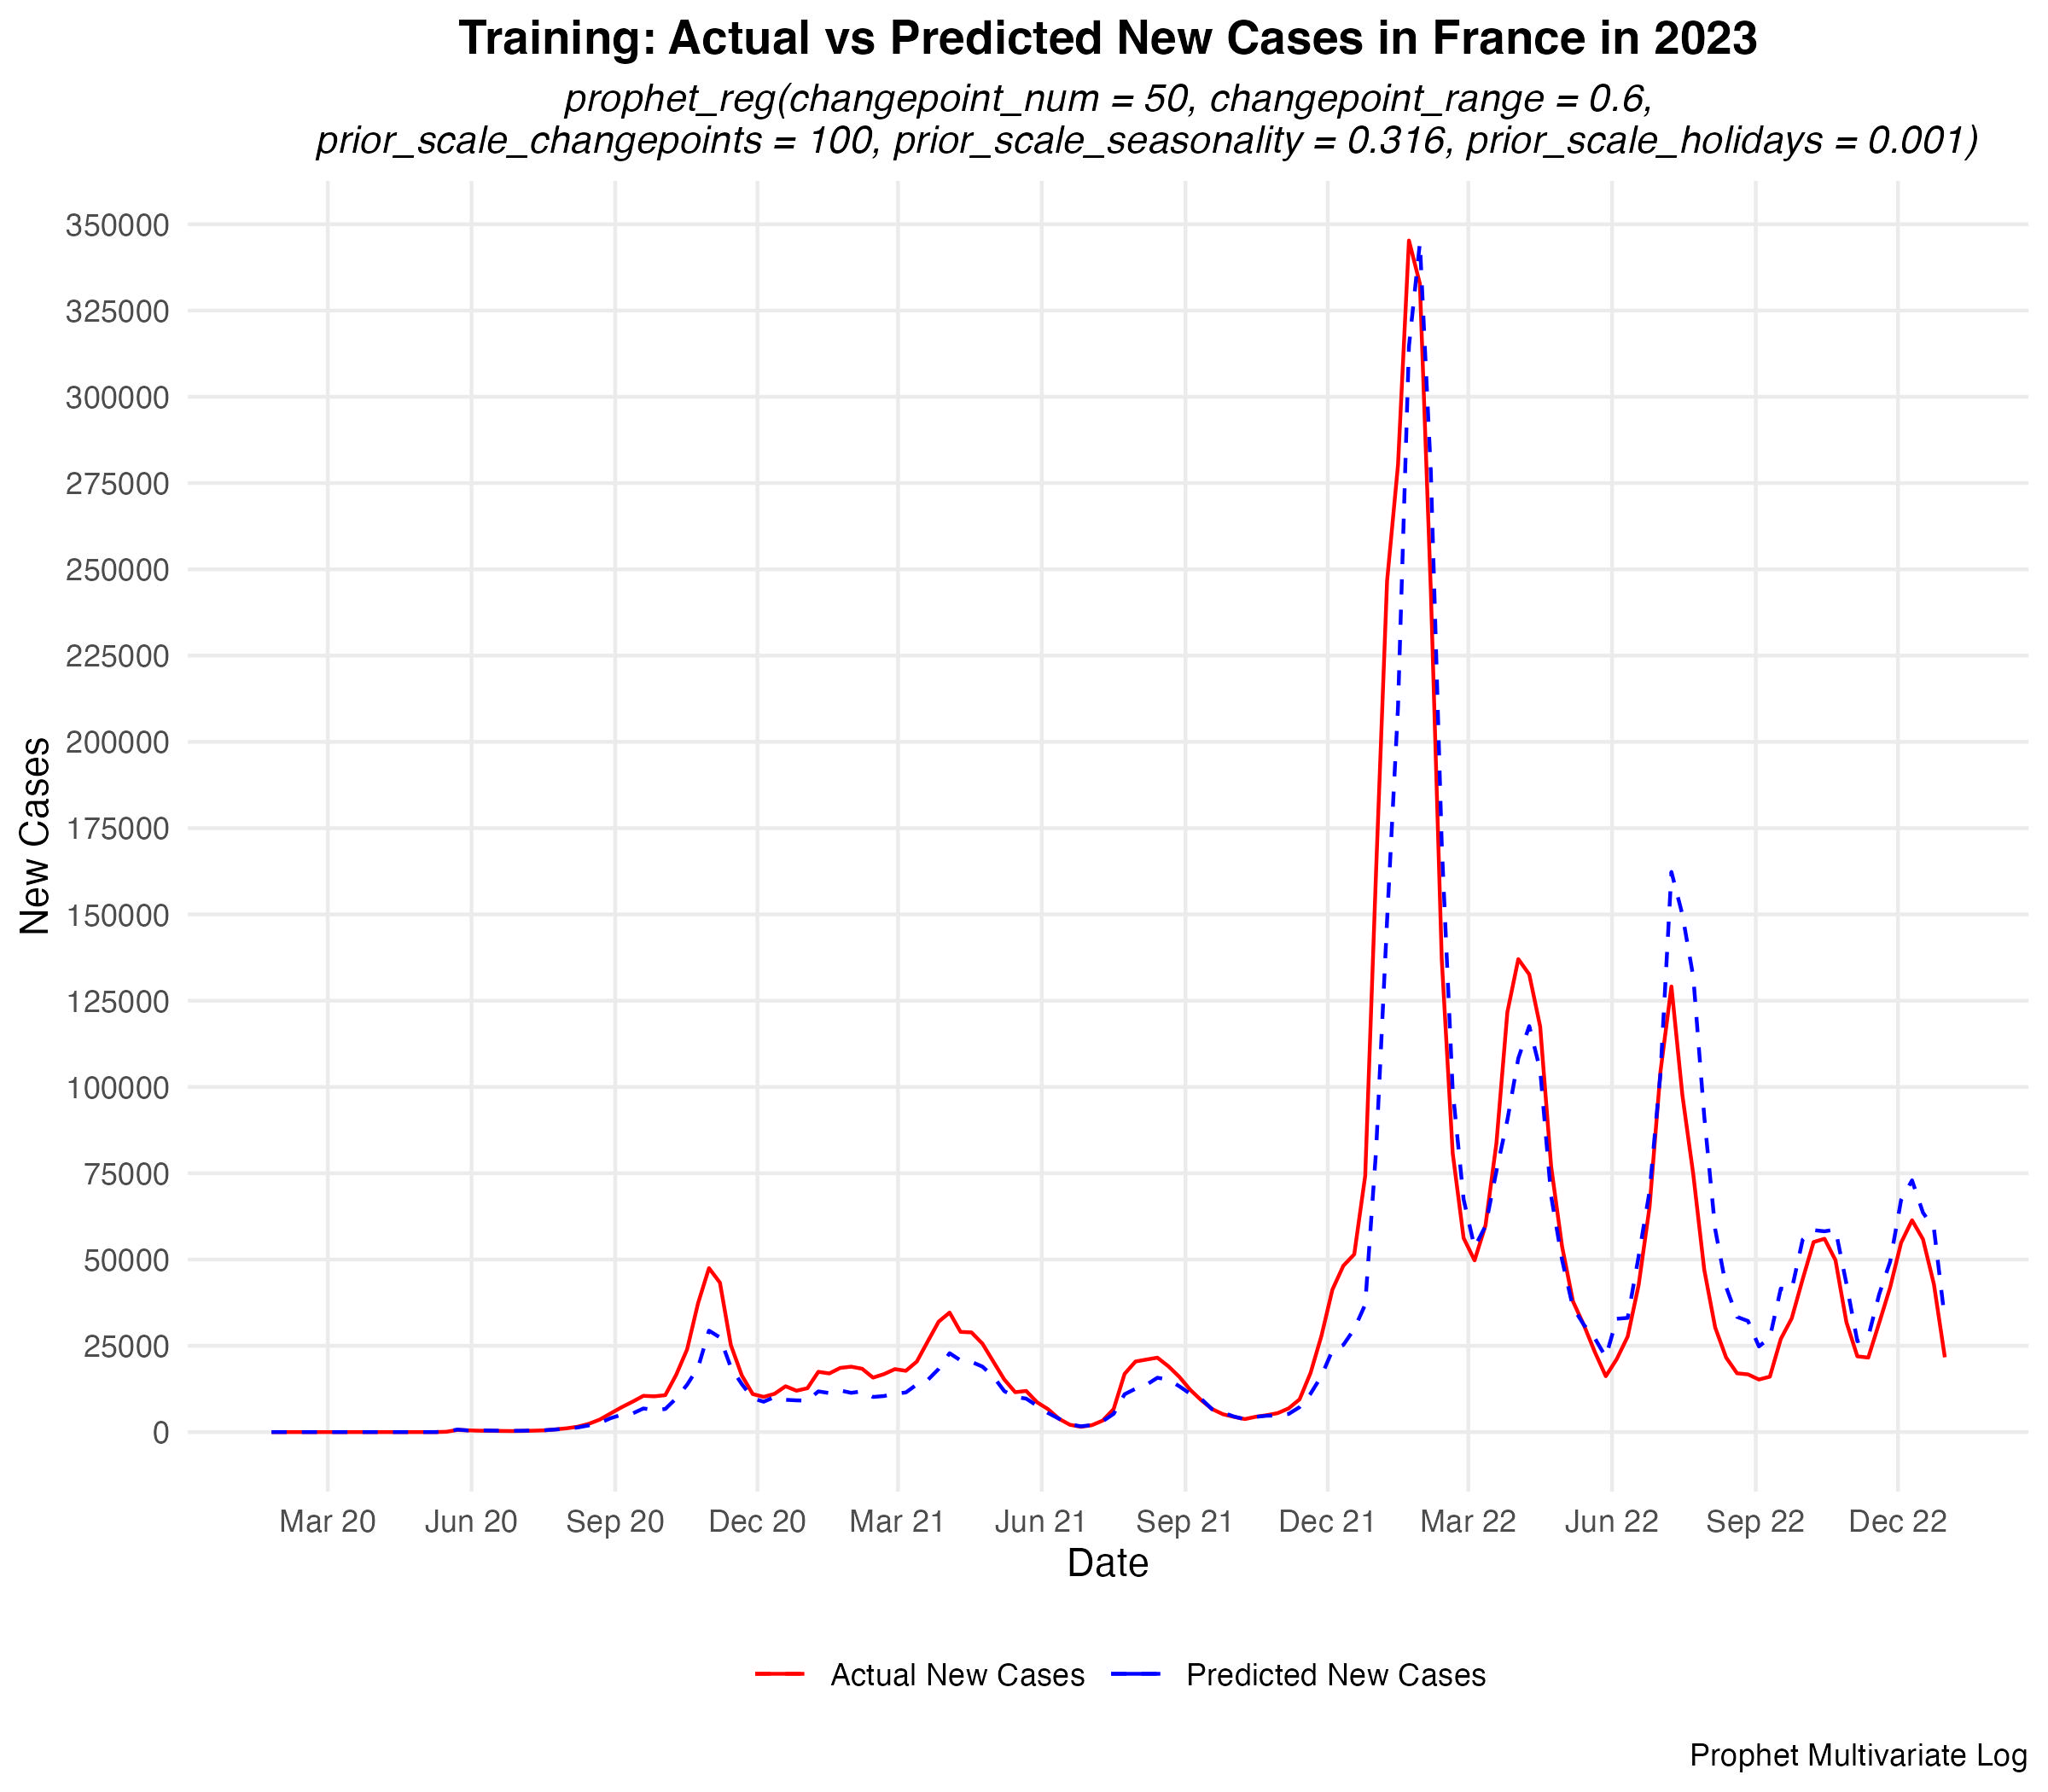 Training: Actual vs Predicted New Cases in France in 2023
prophet_reg(changepoint_num = 50, changepoint_range = 0.6,
prior_scale_changepoints = 100, prior_scale_seasonality = 0.316, prior_scale_holidays = 0.001)
New Cases
350000
325000
300000
275000
250000
225000
200000
175000
150000
125000
100000
75000
50000
25000
0
Mar 20 Jun 20 Sep 20 Dec 20 Mar 21 Jun 21 Sep 21 Dec 21 Mar 22 Jun 22 Sep 22 Dec 22
Date
Actual New Cases Predicted New Cases
Prophet Multivariate Log